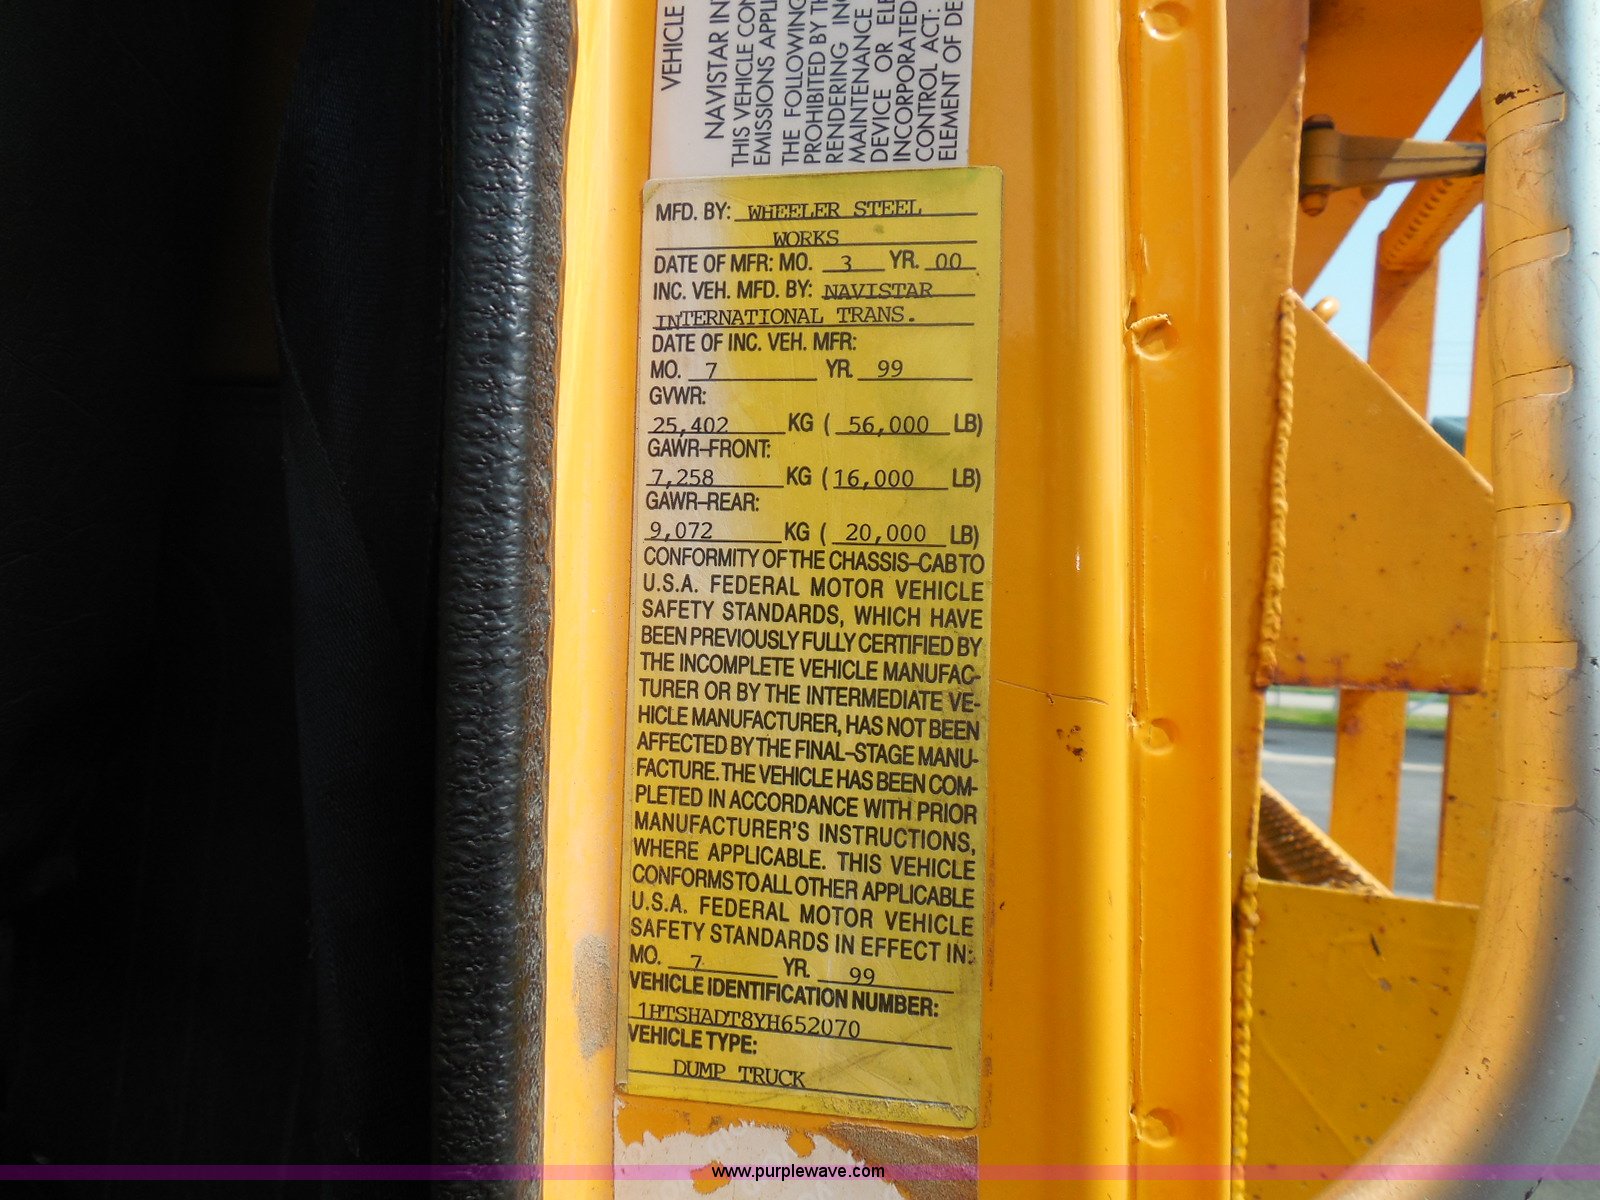 VEHICLE
NAVISTAR IN
THIS VEHICLE CON
EMISSIONS APPL
THE FOLLOWING
PROHIBITED BY TH
RENDERING INO
MAINTENANCE
DEVICE OR ELE
INCORPORATED
CONTROL ACT:
ELEMENT OF DE
MFD. BY: WHEELER STEEL
WORKS
DATE OF MFR: MO. 3 YR. 00
INC. VEH. MFD. BY: NAVISTAR
INTERNATIONAL TRANS.
DATE OF INC. VEH. MFR:
MO. 7 YR. 99
GVWR:
25,402 KG ( 56,000 LB)
GAWR-FRONT:
7,258 KG (16,000 LB)
GAWR-REAR:
9,072 KG ( 20,000 LB)
CONFORMITY OF THE CHASSIS-CAB TO
U.S.A. FEDERAL MOTOR VEHICLE
SAFETY STANDARDS, WHICH HAVE
BEEN PREVIOUSLY FULLY CERTIFIED BY
THE INCOMPLETE VEHICLE MANUFAC-
TURER OR BY THE INTERMEDIATE VE-
HICLE MANUFACTURER, HAS NOT BEEN
AFFECTED BY THE FINAL-STAGE MANU-
FACTURE. THE VEHICLE HAS BEEN COM-
PLETED IN ACCORDANCE WITH PRIOR
MANUFACTURER'S INSTRUCTIONS,
WHERE APPLICABLE. THIS VEHICLE
CONFORMS TO ALL OTHER APPLICABLE
U.S.A. FEDERAL MOTOR VEHICLE
SAFETY STANDARDS IN EFFECT IN:
MO. 7 YR. 99
VEHICLE IDENTIFICATION NUMBER:
1HTSHADT8YH652070
VEHICLE TYPE:
DUMP TRUCK
www.purplewave.com